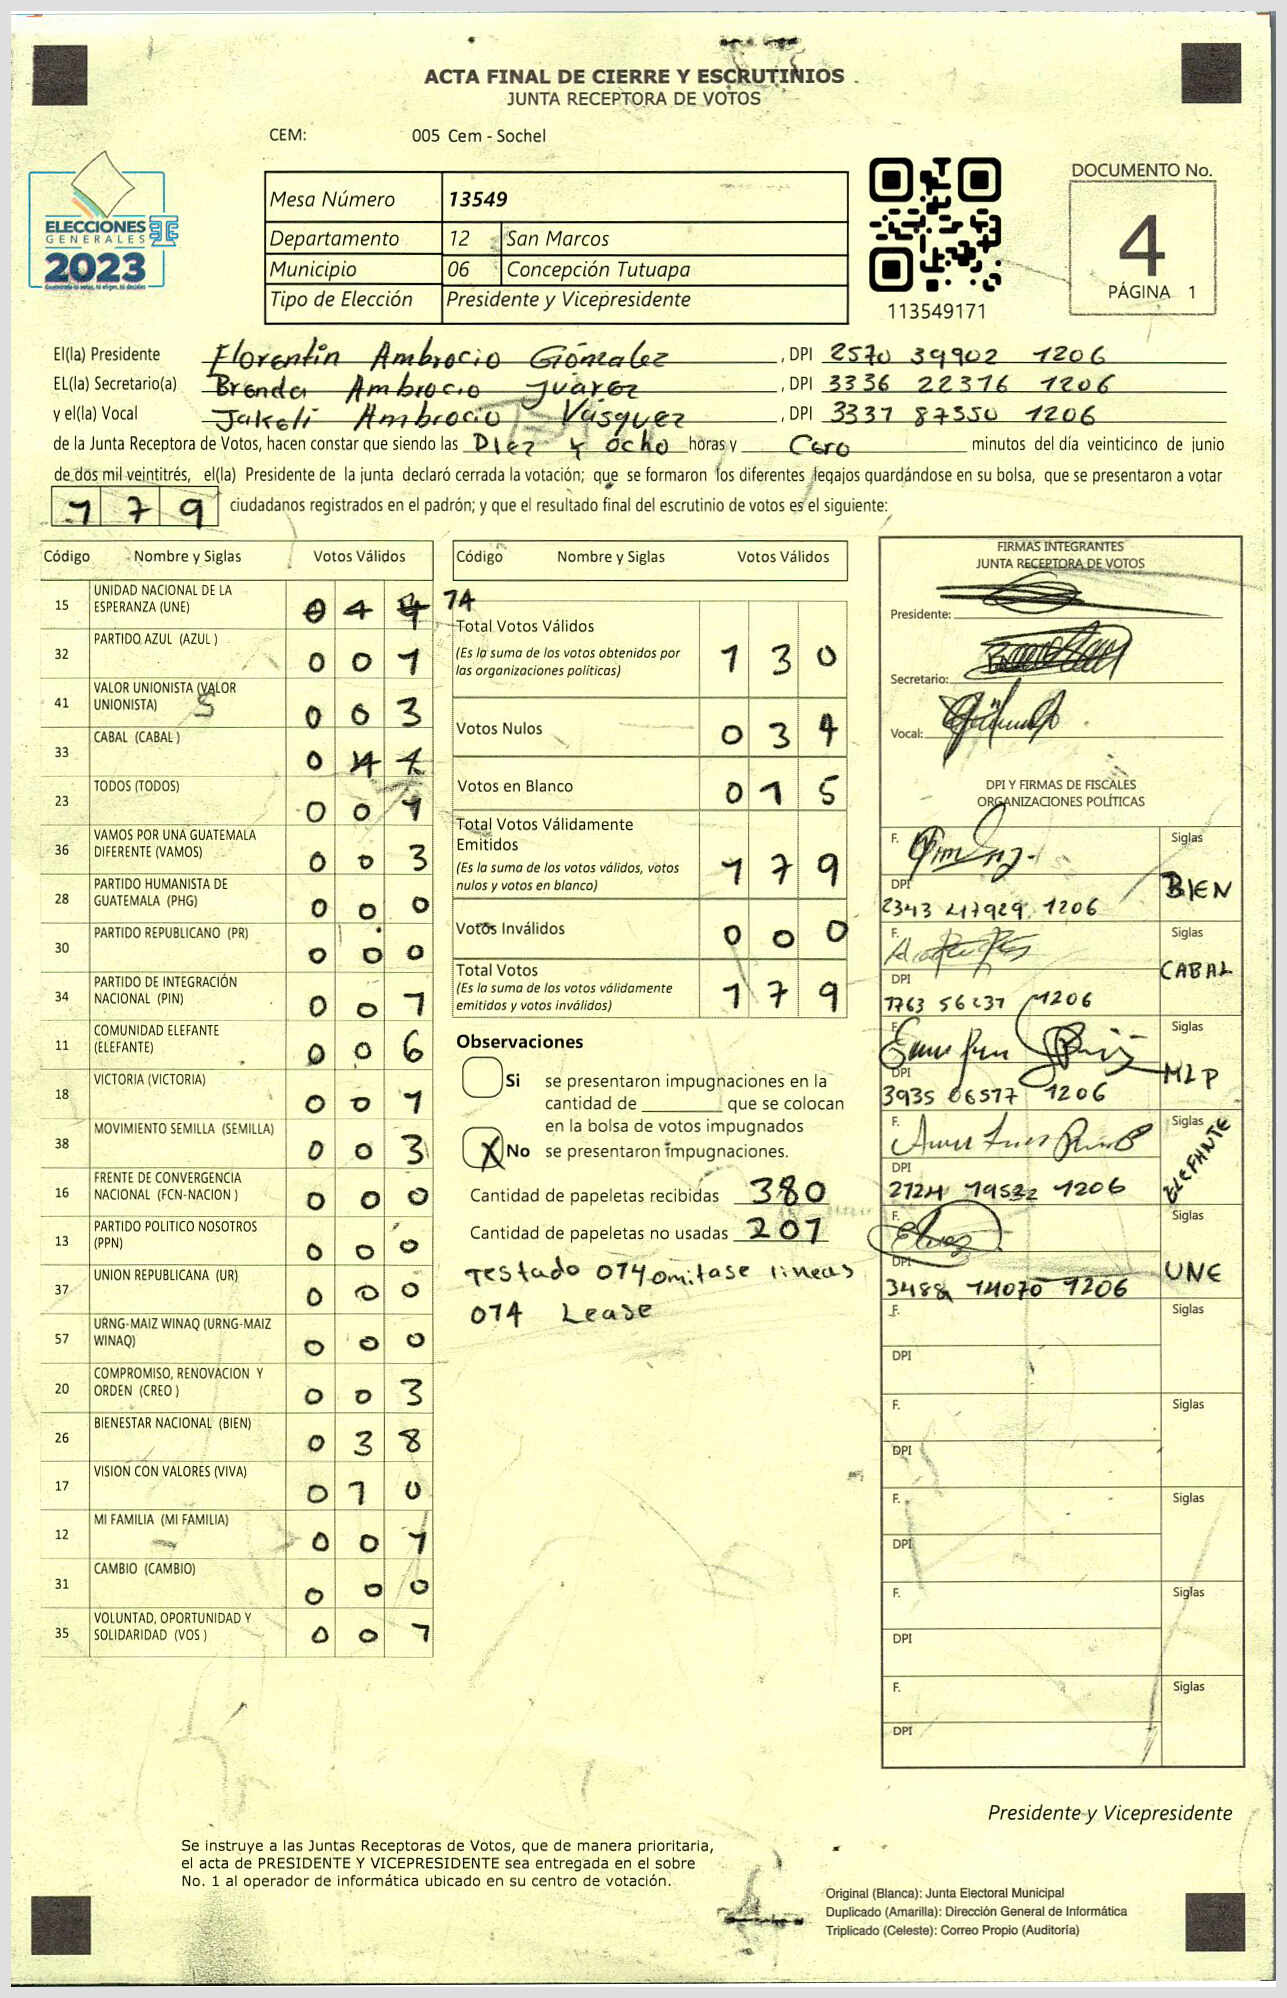 ACTA FINAL DE CIERRE Y ESCRUTINIOS
JUNTA RECEPTORA DE VOTOS
CEM: 005 Cem - Sochel
ELECCIONES
GENERALES
2023
Mesa Número 13549
Departamento 12 San Marcos
Municipio 06 Concepción Tutuapa
Tipo de Elección Presidente y Vicepresidente
113549171
DOCUMENTO No.
4
PÁGINA 1
El(la) Presidente Florentin Ambrocio Gónzalez , DPI 2570 39902 1206
EL(la) Secretario(a) Brenda Ambrocio Juárez , DPI 3336 22376 1206
y el(la) Vocal Jakeli Ambrocio Vásquez , DPI 3337 87550 1206
de la Junta Receptora de Votos, hacen constar que siendo las Diez y ocho horas y Cero minutos del día veinticinco de junio
de dos mil veintitrés, el(la) Presidente de la junta declaró cerrada la votación; que se formaron los diferentes legajos guardándose en su bolsa, que se presentaron a votar
179 ciudadanos registrados en el padrón; y que el resultado final del escrutinio de votos es el siguiente:
Código Nombre y Siglas Votos Válidos
15 UNIDAD NACIONAL DE LA ESPERANZA (UNE) 0 4 4 74
32 PARTIDO AZUL (AZUL ) 0 0 1
41 VALOR UNIONISTA (VALOR UNIONISTA) 0 0 3
33 CABAL (CABAL ) 0
23 TODOS (TODOS) 0 0 1
36 VAMOS POR UNA GUATEMALA DIFERENTE (VAMOS) 0 0 3
28 PARTIDO HUMANISTA DE GUATEMALA (PHG) 0 0 0
30 PARTIDO REPUBLICANO (PR) 0 0 0
34 PARTIDO DE INTEGRACIÓN NACIONAL (PIN) 0 0 1
11 COMUNIDAD ELEFANTE (ELEFANTE) 0 0 6
18 VICTORIA (VICTORIA) 0 0 1
38 MOVIMIENTO SEMILLA (SEMILLA) 0 0 3
16 FRENTE DE CONVERGENCIA NACIONAL (FCN-NACION ) 0 0 0
13 PARTIDO POLITICO NOSOTROS (PPN) 0 0 0
37 UNION REPUBLICANA (UR) 0 0 0
57 URNG-MAIZ WINAQ (URNG-MAIZ WINAQ) 0 0 0
20 COMPROMISO, RENOVACION Y ORDEN (CREO ) 0 0 3
26 BIENESTAR NACIONAL (BIEN) 0 3 8
17 VISION CON VALORES (VIVA) 0 1 0
12 MI FAMILIA (MI FAMILIA) 0 0 1
31 CAMBIO (CAMBIO) 0 0 0
35 VOLUNTAD, OPORTUNIDAD Y SOLIDARIDAD (VOS ) 0 0 1
Código Nombre y Siglas Votos Válidos
Total Votos Válidos 1 3 0
(Es la suma de los votos obtenidos por
las organizaciones políticas)
Votos Nulos 0 3 4
Votos en Blanco 0 1 5
Total Votos Válidamente
Emitidos 1 7 9
(Es la suma de los votos válidos, votos
nulos y votos en blanco)
Votos Inválidos 0 0 0
Total Votos 1 7 9
(Es la suma de los votos válidamente
emitidos y votos inválidos)
Observaciones
Si se presentaron impugnaciones en la
cantidad de ________ que se colocan
en la bolsa de votos impugnados
X No se presentaron impugnaciones.
Cantidad de papeletas recibidas 380
Cantidad de papeletas no usadas 201
Testado 074 omitase lineas
074 Lease
FIRMAS INTEGRANTES
JUNTA RECEPTORA DE VOTOS
Presidente:
Secretario:
Vocal:
DPI Y FIRMAS DE FISCALES
ORGANIZACIONES POLÍTICAS
F. Siglas BIEN
DPI
2343 417929 1206
F. Siglas CABAL
DPI
1763 56237 1206
F. Siglas MLP
DPI
3935 06577 1206
F. Siglas ELEFANTE
DPI
2724 19532 1206
F. Siglas UNE
DPI
3488 14070 1206
F. Siglas
DPI
F. Siglas
DPI
F. Siglas
DPI
F. Siglas
DPI
F. Siglas
DPI
Presidente y Vicepresidente
Se instruye a las Juntas Receptoras de Votos, que de manera prioritaria,
el acta de PRESIDENTE Y VICEPRESIDENTE sea entregada en el sobre
No. 1 al operador de informática ubicado en su centro de votación.
Original (Blanca): Junta Electoral Municipal
Duplicado (Amarilla): Dirección General de Informática
Triplicado (Celeste): Correo Propio (Auditoría)